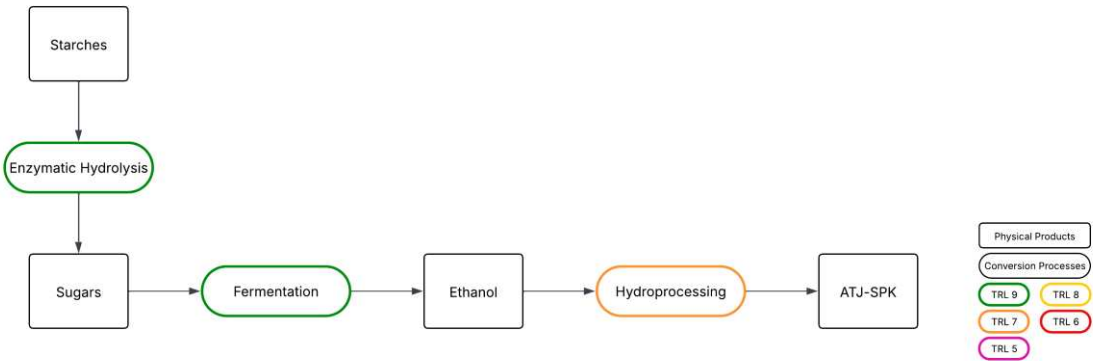 Starches
Enzymatic Hydrolysis
Sugars
Fermentation
Ethanol
Hydroprocessing
ATJ-SPK
Physical Products
Conversion Processes
TRL 9
TRL 8
TRL 7
TRL 6
TRL 5